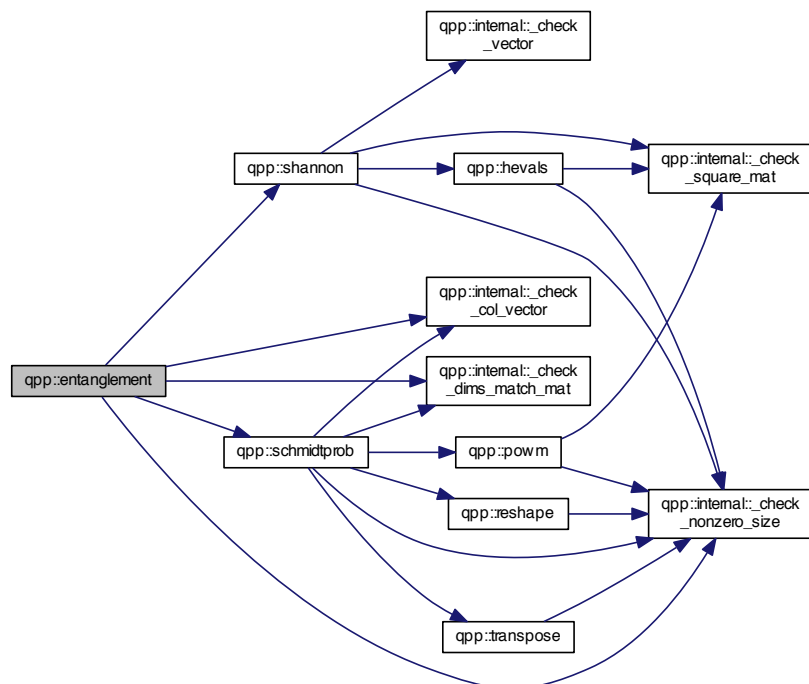 qpp::internal::_check
_vector
qpp::shannon
qpp::hevals
qpp::internal::_check
_square_mat
qpp::internal::_check
_col_vector
qpp::entanglement
qpp::internal::_check
_dims_match_mat
qpp::schmidtprob
qpp::powm
qpp::reshape
qpp::internal::_check
_nonzero_size
qpp::transpose